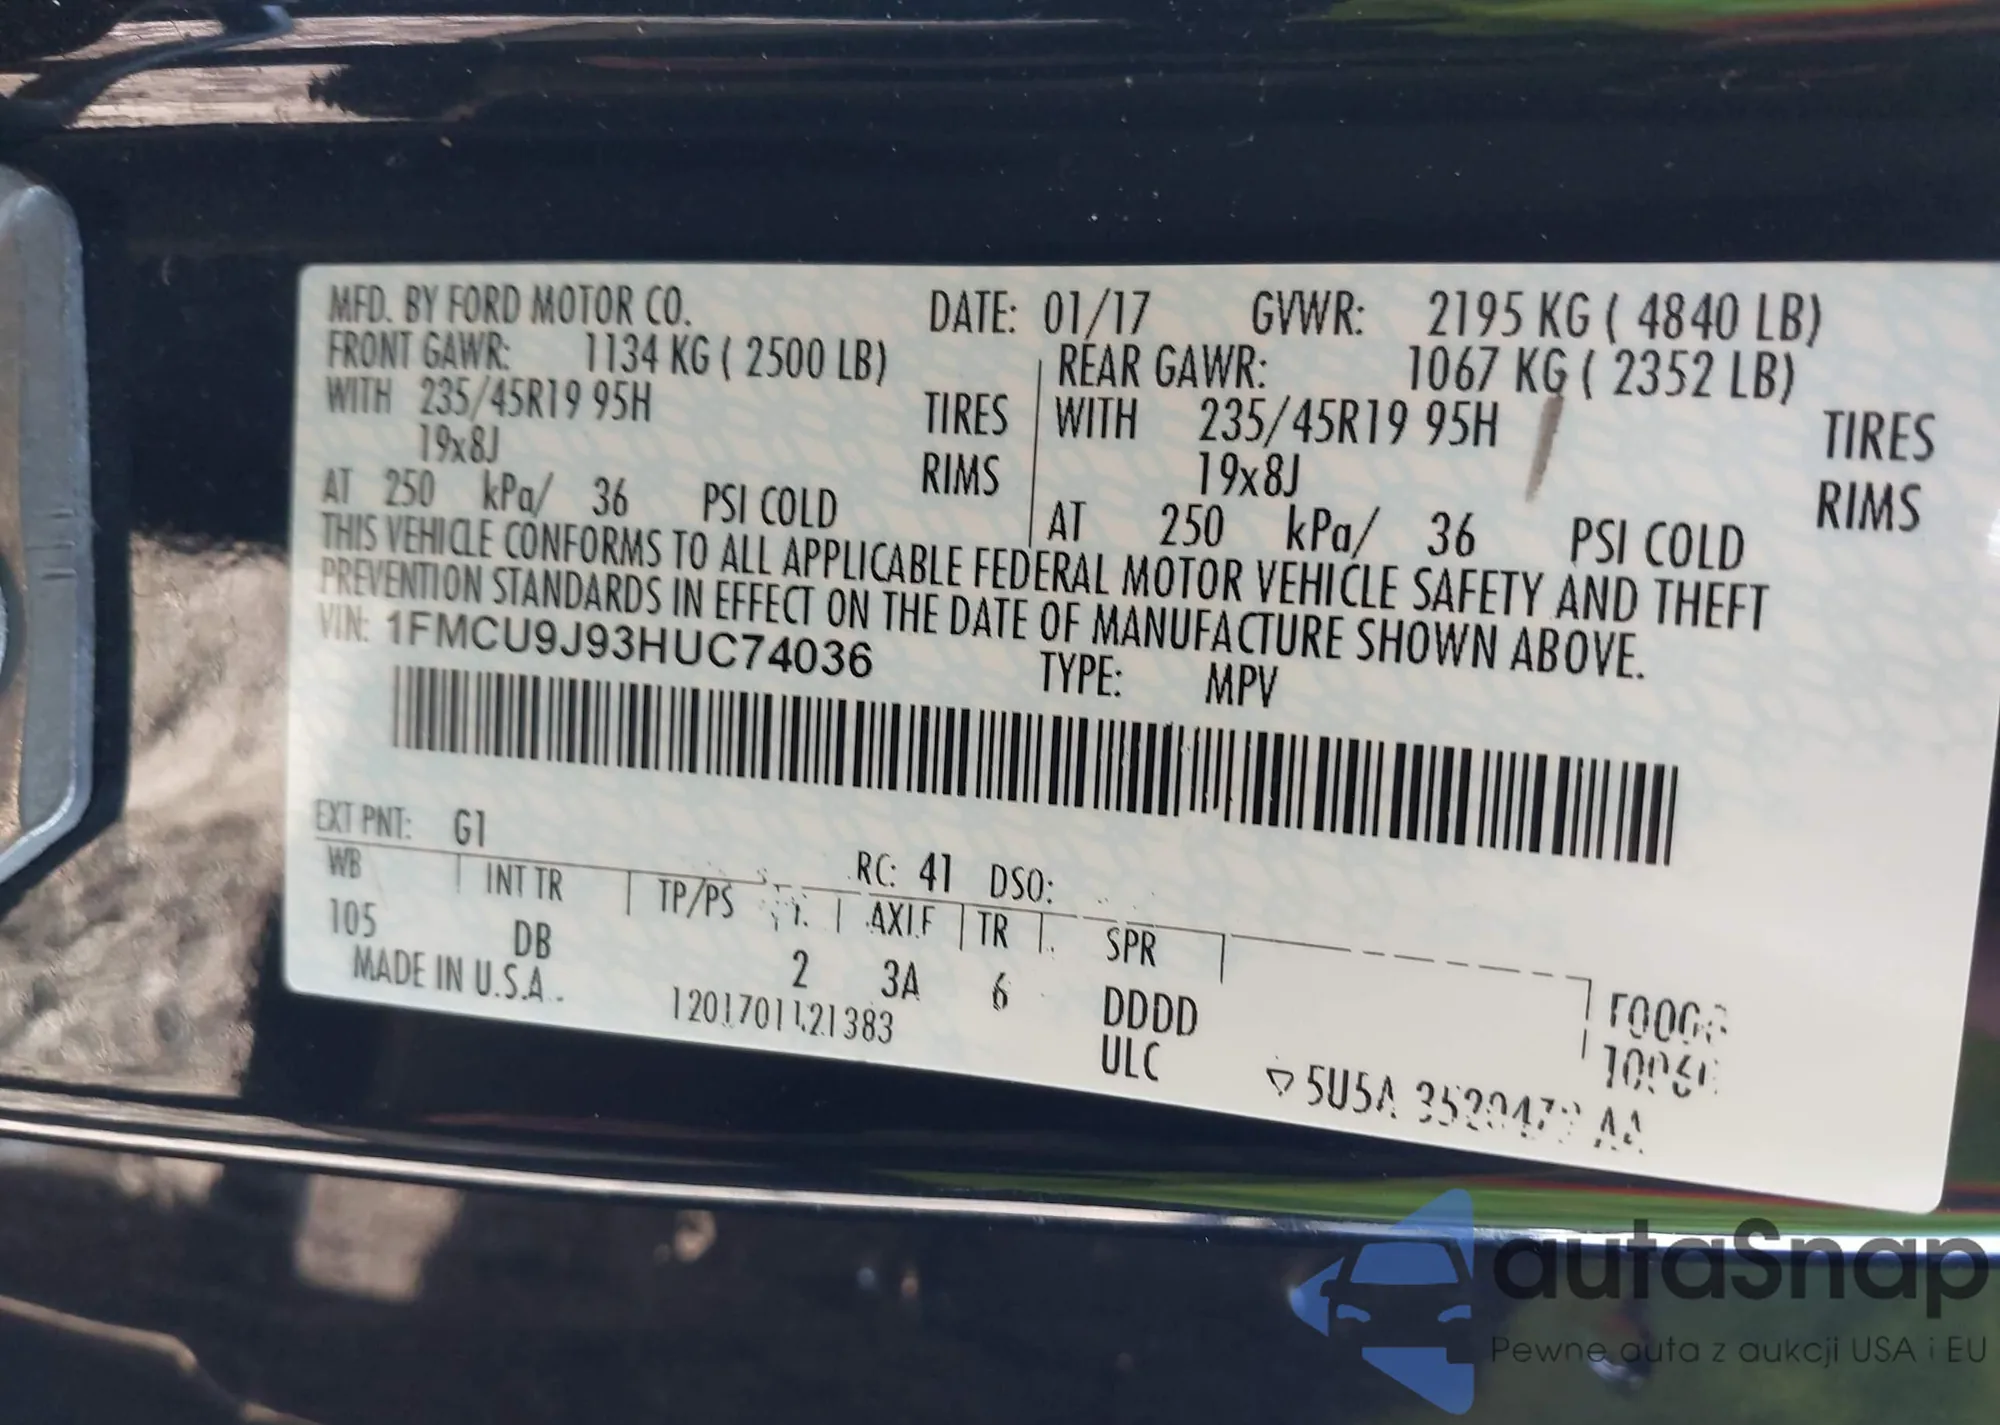 MFD. BY FORD MOTOR CO. DATE: 01/17 GVWR: 2195 KG ( 4840 LB)
FRONT GAWR: 1134 KG ( 2500 LB) REAR GAWR: 1067 KG ( 2352 LB)
WITH 235/45R19 95H TIRES WITH 235/45R19 95H TIRES
19x8J RIMS 19x8J RIMS
AT 250 kPa/ 36 PSI COLD AT 250 kPa/ 36 PSI COLD
THIS VEHICLE CONFORMS TO ALL APPLICABLE FEDERAL MOTOR VEHICLE SAFETY AND THEFT
PREVENTION STANDARDS IN EFFECT ON THE DATE OF MANUFACTURE SHOWN ABOVE.
VIN: 1FMCU9J93HUC74036 TYPE: MPV
EXT PNT: G1 RC: 41 DSO:
WB INT TR TP/PS AXLE TR SPR
105 DB 2 3A 6 DDDD
MADE IN U.S.A. ULC
5U5A AA
autaSnap
Pewne auta z aukcji USA i EU